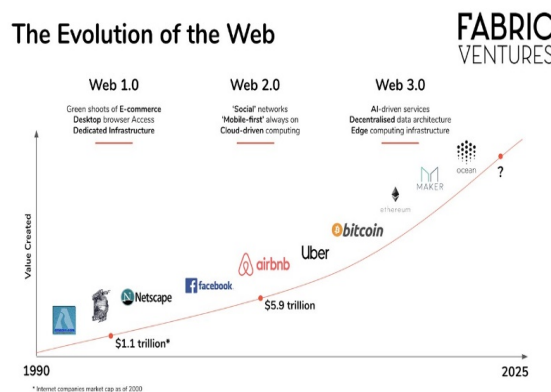 The Evolution of the Web
FABRIC
VENTURES
Web 1.0
Green shoots of E-commerce
Desktop browser Access
Dedicated Infrastructure
Web 2.0
'Social' networks
'Mobile-first' always on
Cloud-driven computing
Web 3.0
AI-driven services
Decentralised data architecture
Edge computing infrastructure
Value Created
ocean
?
MAKER
ethereum
bitcoin
Uber
airbnb
facebook
Netscape
$5.9 trillion
$1.1 trillion*
1990
2025
* Internet companies market cap as of 2000